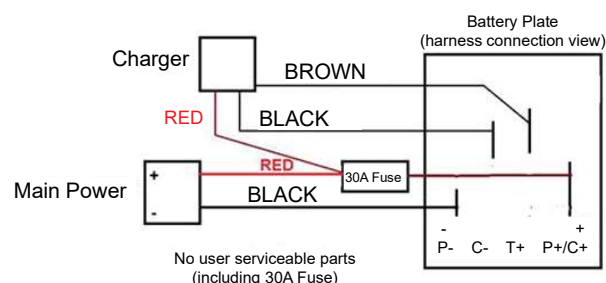 Battery Plate
(harness connection view)
Charger
BROWN
RED
BLACK
RED
30A Fuse
Main Power
+
-
BLACK
- +
P- C- T+ P+/C+
No user serviceable parts
(including 30A Fuse)